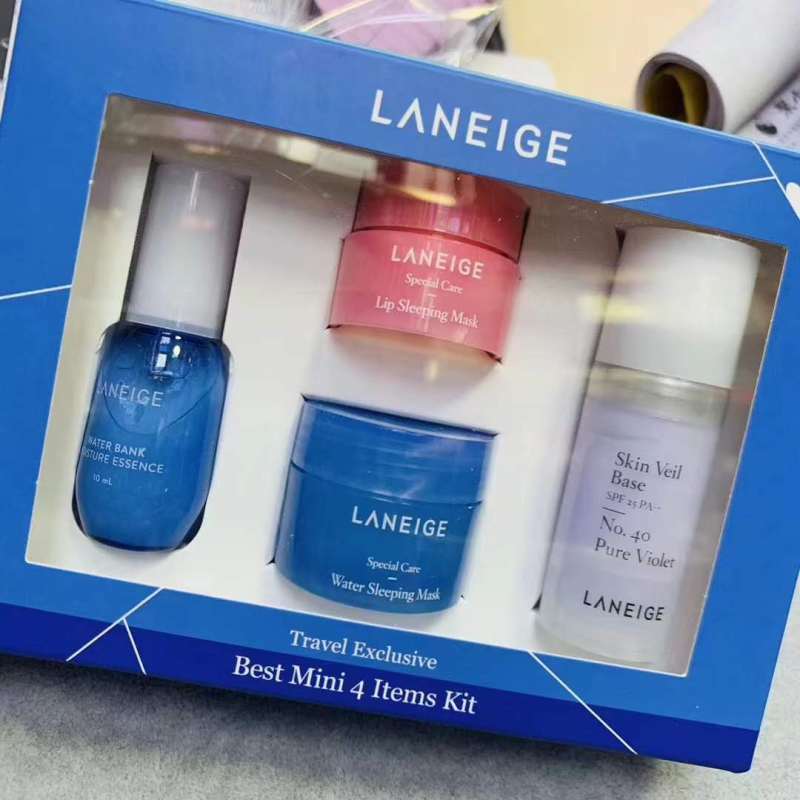 LANEIGE
LANEIGE
WATER BANK
MOISTURE ESSENCE
10 mL
LANEIGE
Special Care
Lip Sleeping Mask
LANEIGE
Special Care
Water Sleeping Mask
Skin Veil
Base
SPF 25 PA++
No. 40
Pure Violet
LANEIGE
Travel Exclusive
Best Mini 4 Items Kit